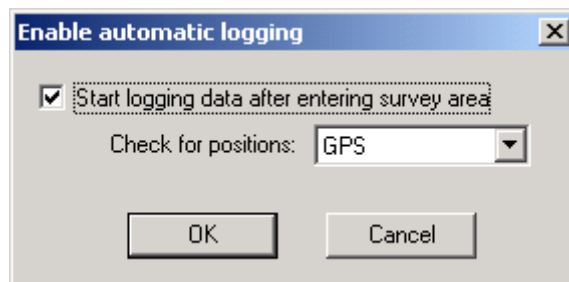 Enable automatic logging
Start logging data after entering survey area
Check for positions: GPS
OK Cancel